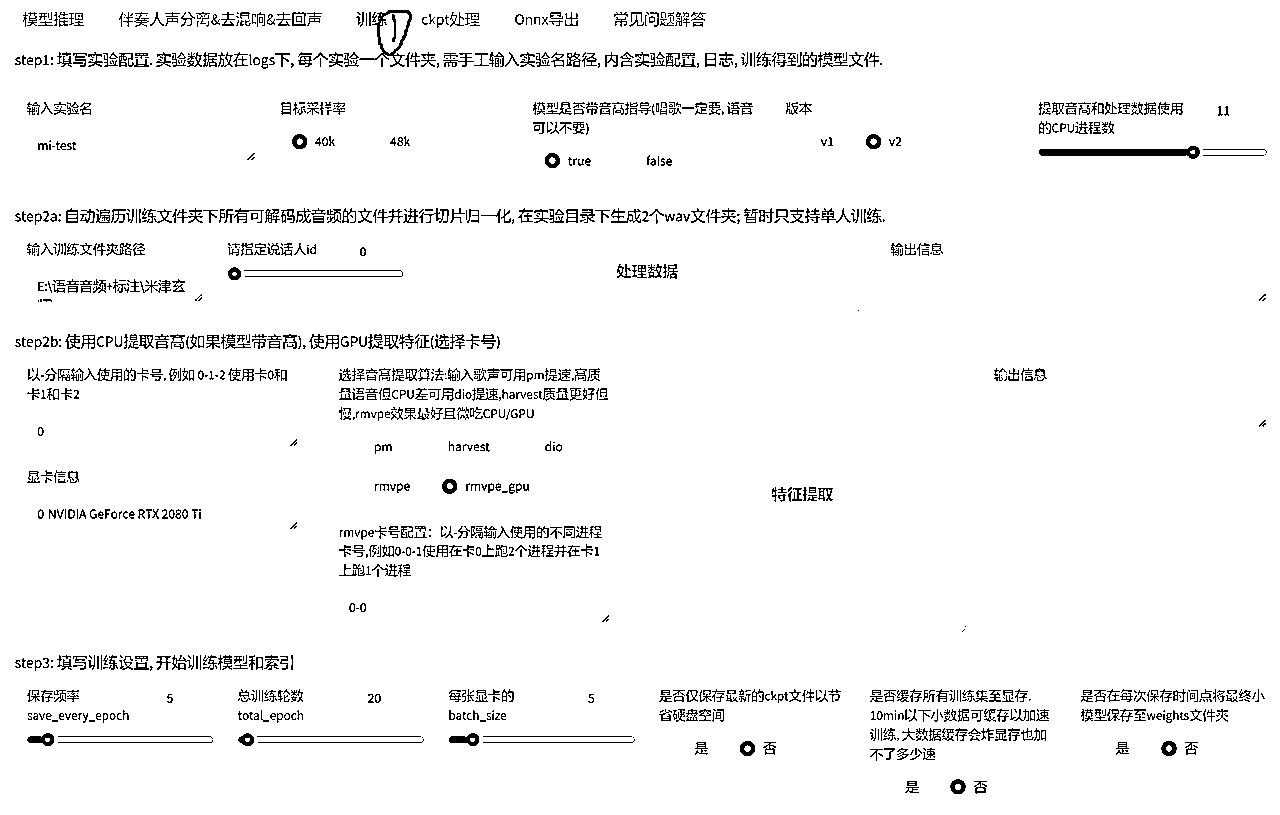 模型推理 伴奏人声分离&去混响&去回声 训练 ckpt处理 Onnx导出 常见问题解答
step1: 填写实验配置. 实验数据放在logs下, 每个实验一个文件夹, 需手工输入实验名路径, 内含实验配置, 日志, 训练得到的模型文件.
输入实验名
mi-test
目标采样率
40k 48k
模型是否带音高指导(唱歌一定要, 语音
可以不要)
true false
版本
v1 v2
提取音高和处理数据使用
的CPU进程数
11
step2a: 自动遍历训练文件夹下所有可解码成音频的文件并进行切片归一化, 在实验目录下生成2个wav文件夹; 暂时只支持单人训练.
输入训练文件夹路径
E:\语音音频+标注\米津玄
请指定说话人id 0
处理数据
输出信息
step2b: 使用CPU提取音高(如果模型带音高), 使用GPU提取特征(选择卡号)
以-分隔输入使用的卡号, 例如 0-1-2 使用卡0和
卡1和卡2
0
显卡信息
0 NVIDIA GeForce RTX 2080 Ti
选择音高提取算法:输入歌声可用pm提速,高质
量语音但CPU差可用dio提速,harvest质量更好但
慢,rmvpe效果最好且微吃CPU/GPU
pm harvest dio
rmvpe rmvpe_gpu
rmvpe卡号配置：以-分隔输入使用的不同进程
卡号,例如0-0-1使用在卡0上跑2个进程并在卡1
上跑1个进程
0-0
特征提取
输出信息
step3: 填写训练设置, 开始训练模型和索引
保存频率
save_every_epoch
5
总训练轮数
total_epoch
20
每张显卡的
batch_size
5
是否仅保存最新的ckpt文件以节
省硬盘空间
是 否
是否缓存所有训练集至显存.
10min以下小数据可缓存以加速
训练, 大数据缓存会炸显存也加
不了多少速
是 否
是否在每次保存时间点将最终小
模型保存至weights文件夹
是 否